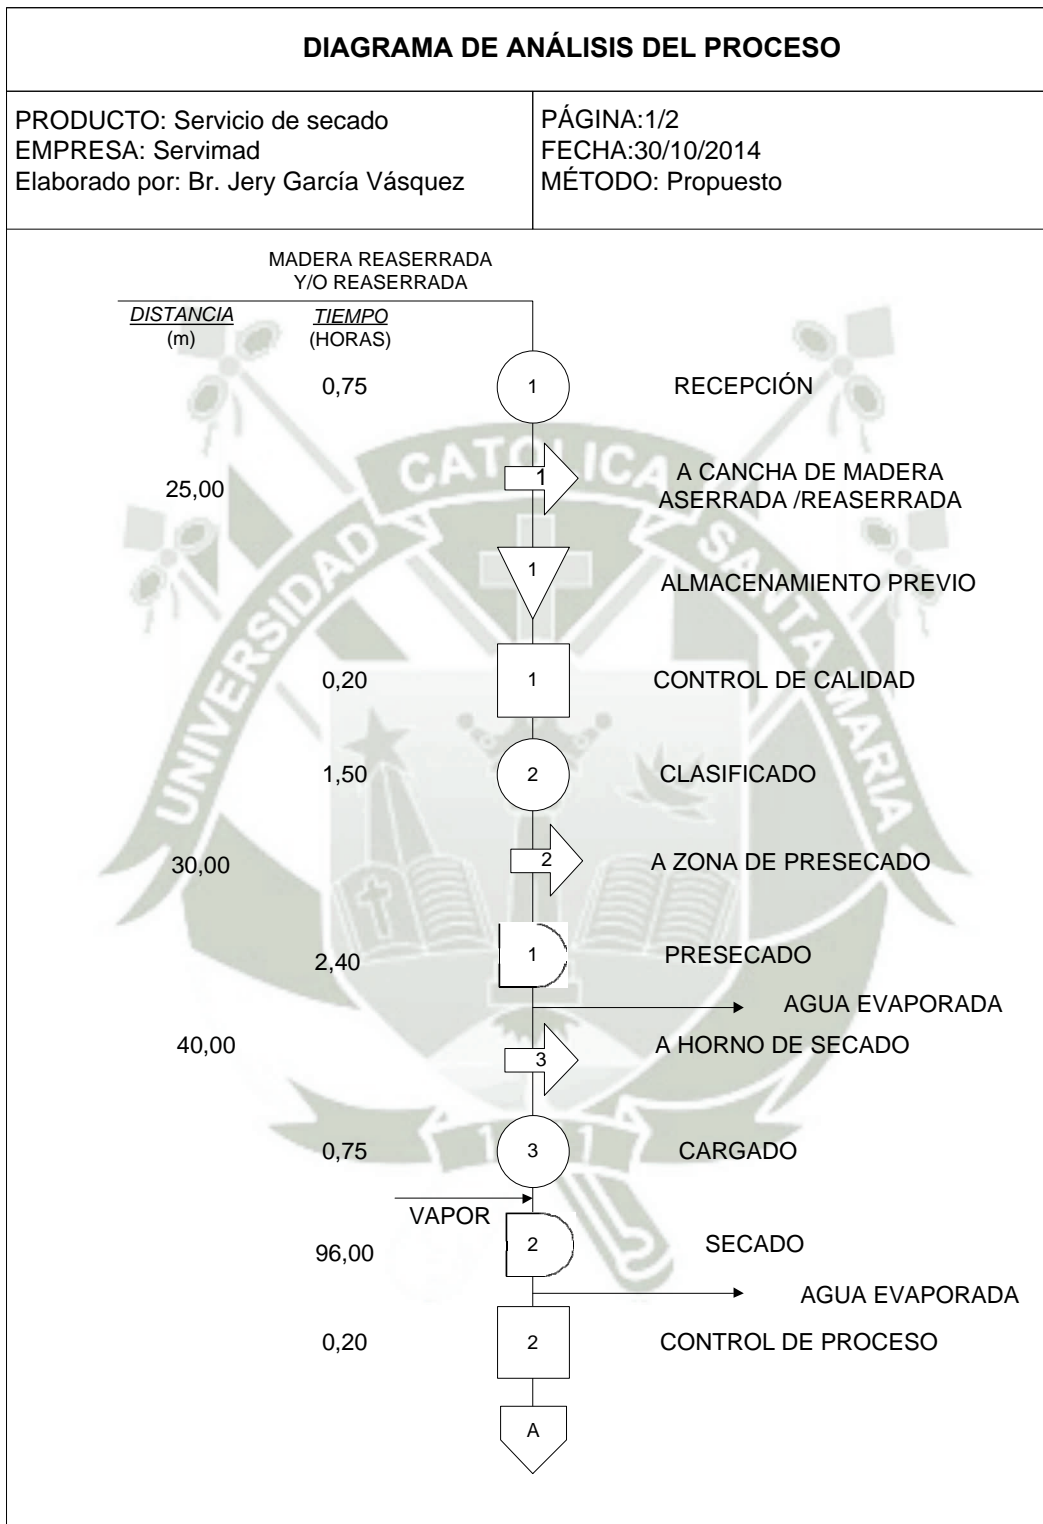 DIAGRAMA DE ANÁLISIS DEL PROCESO
PRODUCTO: Servicio de secado
EMPRESA: Servimad
Elaborado por: Br. Jery García Vásquez
PÁGINA:1/2
FECHA:30/10/2014
MÉTODO: Propuesto
MADERA REASERRADA
Y/O REASERRADA
DISTANCIA
(m)
TIEMPO
(HORAS)
0,75
1
RECEPCIÓN
25,00
1
A CANCHA DE MADERA
ASERRADA /REASERRADA
1
ALMACENAMIENTO PREVIO
0,20
1
CONTROL DE CALIDAD
1,50
2
CLASIFICADO
30,00
2
A ZONA DE PRESECADO
2,40
1
PRESECADO
AGUA EVAPORADA
40,00
3
A HORNO DE SECADO
0,75
3
CARGADO
VAPOR
96,00
2
SECADO
AGUA EVAPORADA
0,20
2
CONTROL DE PROCESO
A
UNIVERSIDAD CATOLICA SANTA MARIA